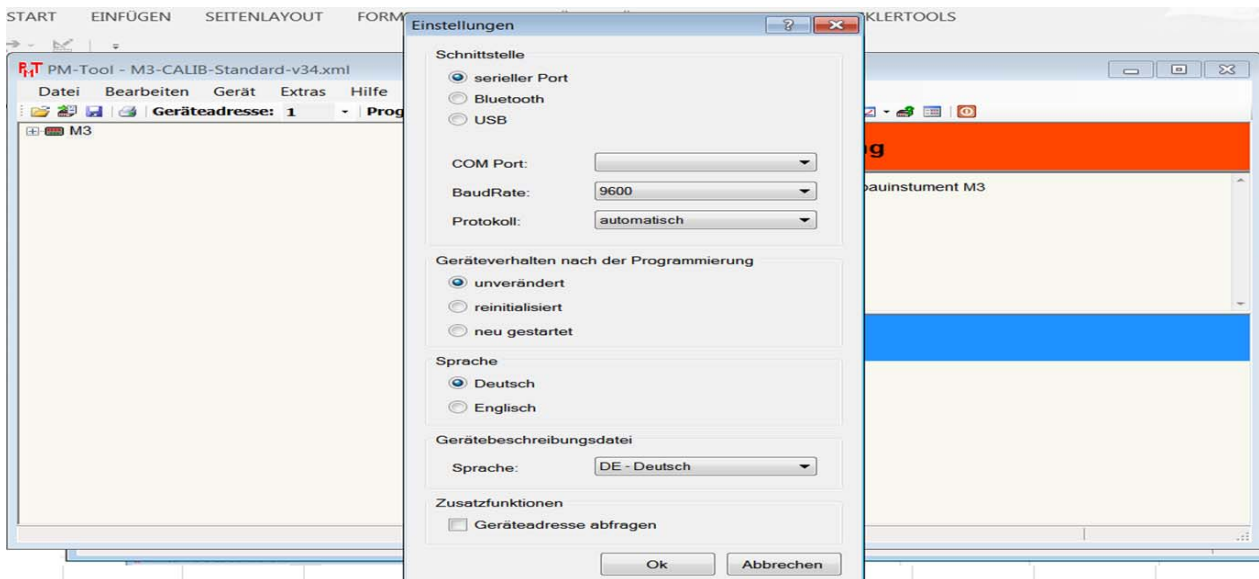 START EINFÜGEN SEITENLAYOUT FORM KLERTOOLS
Einstellungen
PM-Tool - M3-CALIB-Standard-v34.xml
Datei Bearbeiten Gerät Extras Hilfe
Geräteadresse: 1 Prog
M3
Schnittstelle
serieller Port
Bluetooth
USB
COM Port:
BaudRate: 9600
Protokoll: automatisch
Geräteverhalten nach der Programmierung
unverändert
reinitialisiert
neu gestartet
Sprache
Deutsch
Englisch
Gerätebeschreibungsdatei
Sprache: DE - Deutsch
Zusatzfunktionen
Geräteadresse abfragen
Ok Abbrechen
g
bauinstument M3